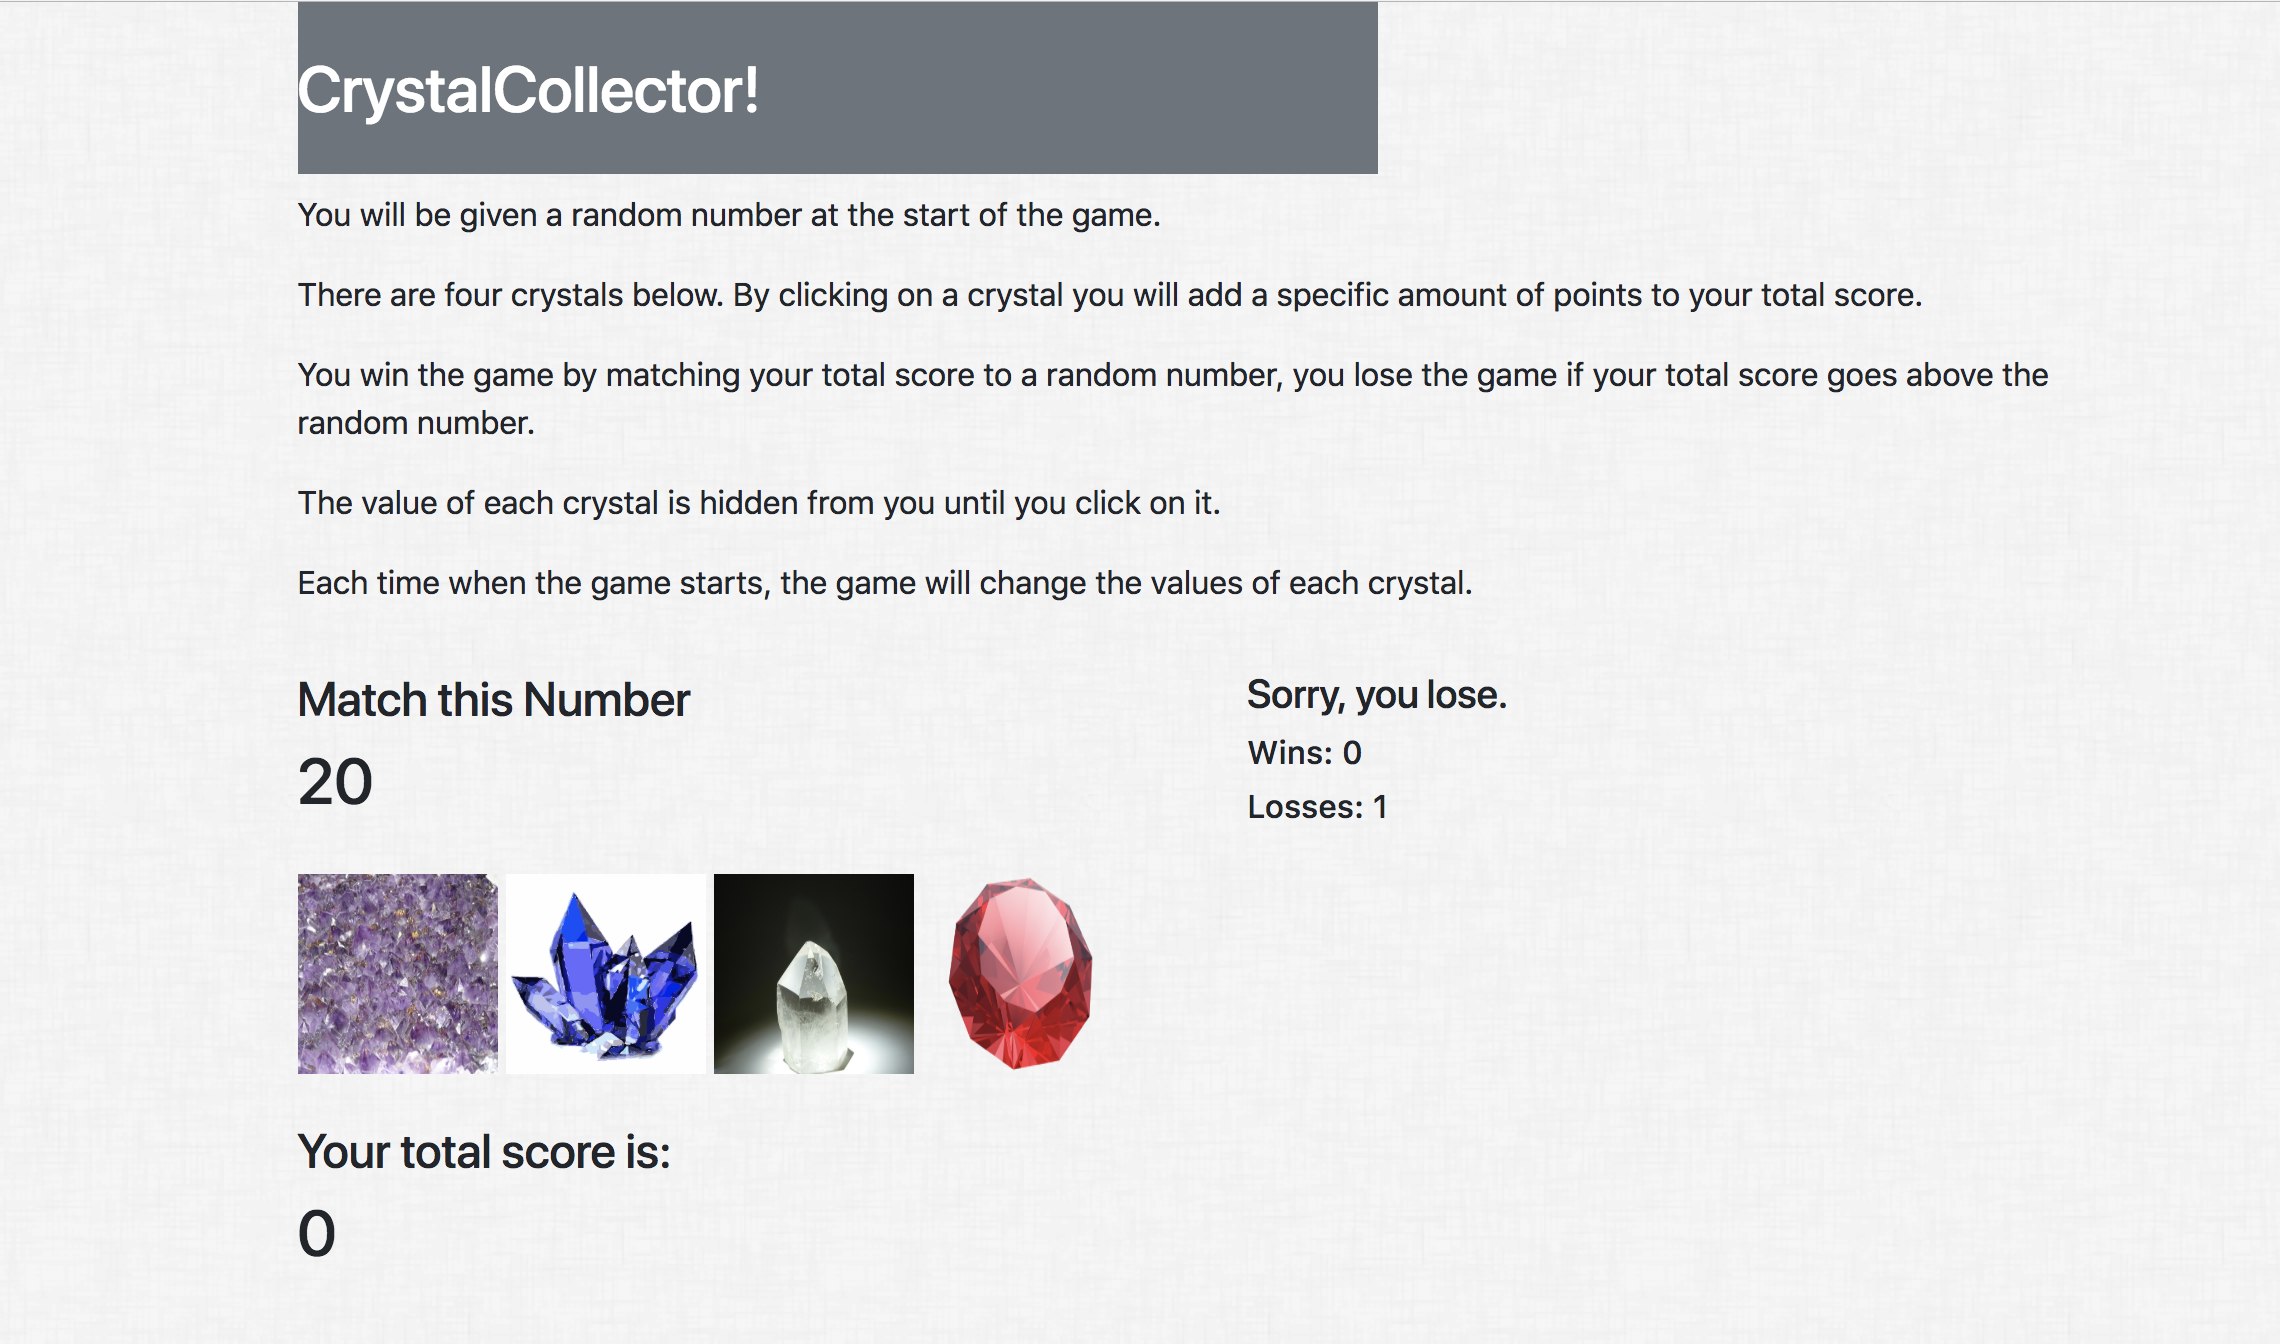 CrystalCollector!
You will be given a random number at the start of the game.
There are four crystals below. By clicking on a crystal you will add a specific amount of points to your total score.
You win the game by matching your total score to a random number, you lose the game if your total score goes above the
random number.
The value of each crystal is hidden from you until you click on it.
Each time when the game starts, the game will change the values of each crystal.
Match this Number
20
Sorry, you lose.
Wins: 0
Losses: 1
Your total score is:
0